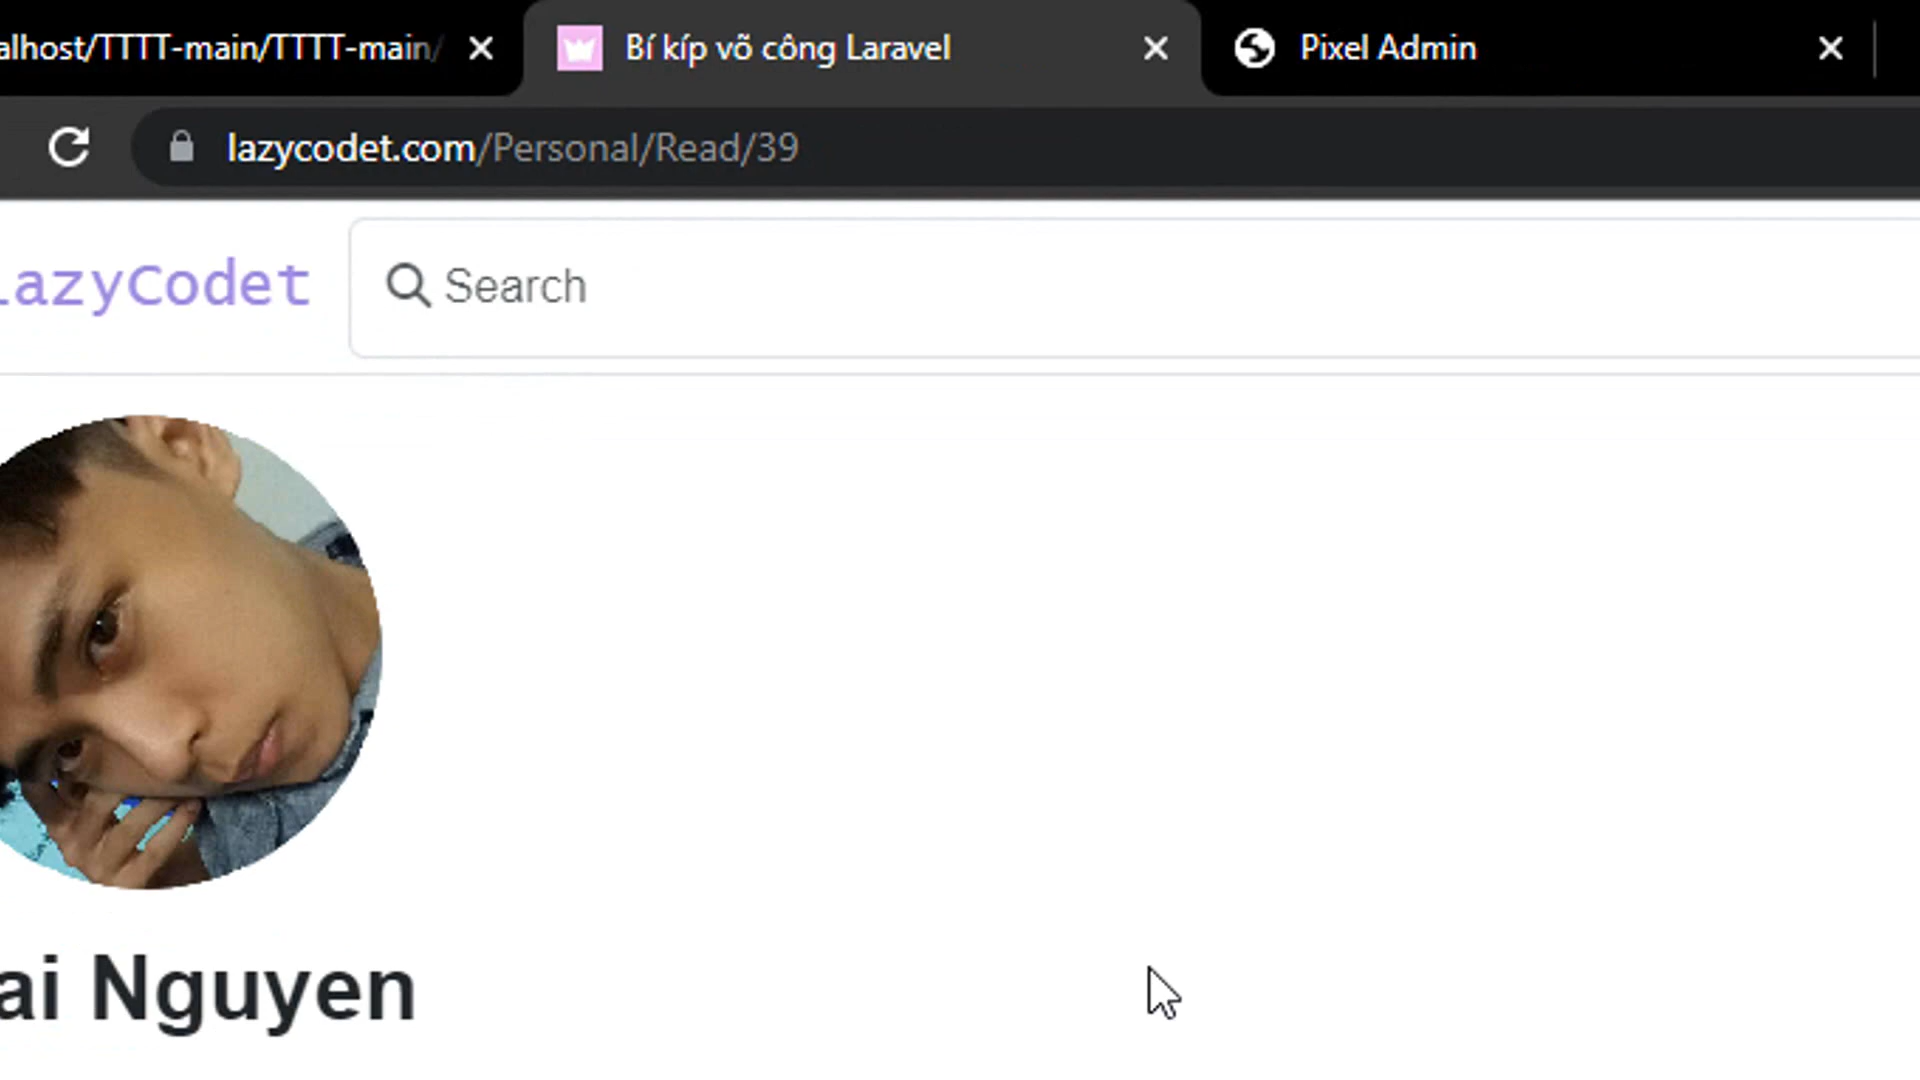 alhost/TTTT-main/TTTT-main/
Bí kíp võ công Laravel
Pixel Admin
lazycodet.com/Personal/Read/39
LazyCodet
Search
ai Nguyen